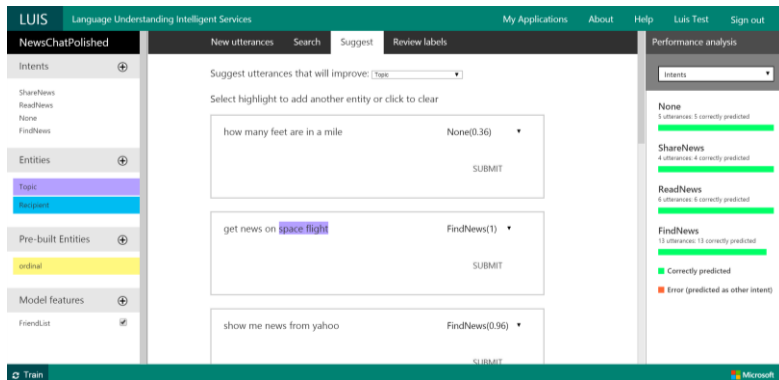 LUIS Language Understanding Intelligent Services My Applications About Help Luis Test Sign out
NewsChatPolished
Intents
ShareNews
ReadNews
None
FindNews
Entities
Topic
Recipient
Pre-built Entities
ordinal
Model features
FriendList
Train
New utterances Search Suggest Review labels
Suggest utterances that will improve: Topic
Select highlight to add another entity or click to clear
how many feet are in a mile None(0.36)
SUBMIT
get news on space flight FindNews(1)
SUBMIT
show me news from yahoo FindNews(0.96)
SUBMIT
Performance analysis
Intents
None
5 utterances: 5 correctly predicted
ShareNews
4 utterances: 4 correctly predicted
ReadNews
6 utterances: 6 correctly predicted
FindNews
13 utterances: 13 correctly predicted
Correctly predicted
Error (predicted as other intent)
Microsoft